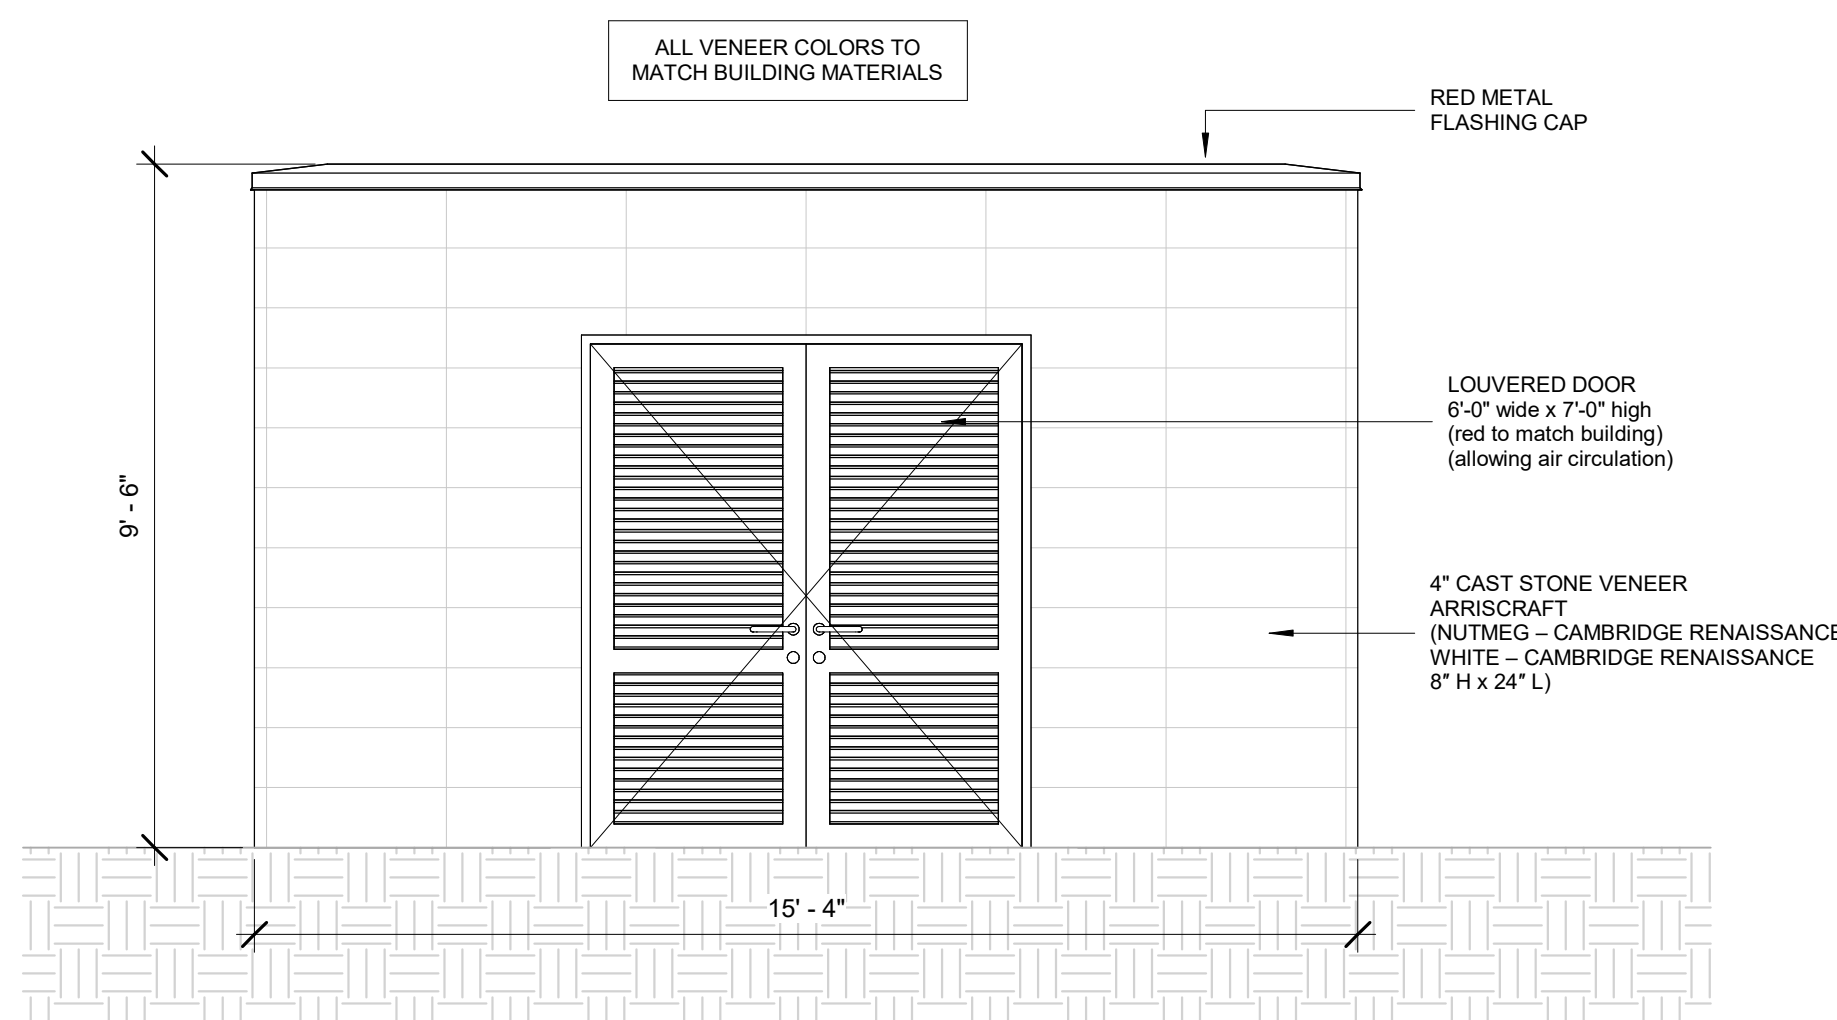 ALL VENEER COLORS TO
MATCH BUILDING MATERIALS
RED METAL
FLASHING CAP
LOUVERED DOOR
6'-0" wide x 7'-0" high
(red to match building)
(allowing air circulation)
9' - 6"
4" CAST STONE VENEER
ARRISCRAFT
(NUTMEG – CAMBRIDGE RENAISSANCE
WHITE – CAMBRIDGE RENAISSANCE
8″ H x 24″ L)
15' - 4"